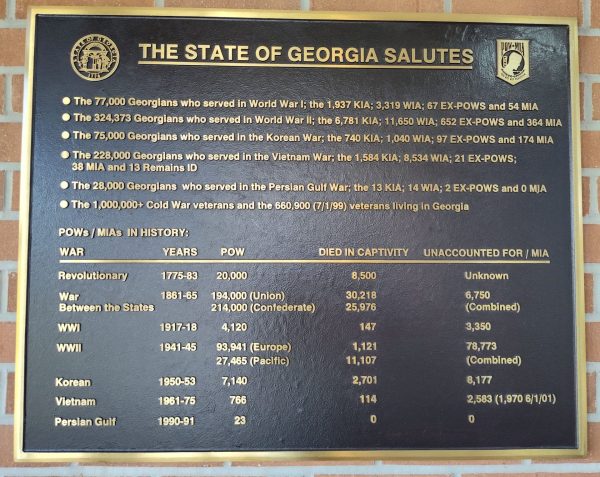 THE STATE OF GEORGIA SALUTES
POW★MIA
1776
● The 77,000 Georgians who served in World War I; the 1,937 KIA; 3,319 WIA; 67 EX-POWS and 54 MIA
● The 324,373 Georgians who served in World War II; the 6,781 KIA; 11,650 WIA; 652 EX-POWS and 364 MIA
● The 75,000 Georgians who served in the Korean War; the 740 KIA; 1,040 WIA; 97 EX-POWS and 174 MIA
● The 228,000 Georgians who served in the Vietnam War; the 1,584 KIA; 8,534 WIA; 21 EX-POWS;
38 MIA and 13 Remains ID
● The 28,000 Georgians who served in the Persian Gulf War; the 13 KIA; 14 WIA; 2 EX-POWS and 0 MJA
● The 1,000,000+ Cold War veterans and the 660,900 (7/1/99) veterans living in Georgia
POWs / MIAs IN HISTORY:
WAR YEARS POW DIED IN CAPTIVITY UNACCOUNTED FOR / MIA
Revolutionary 1775-83 20,000 8,500 Unknown
War 1861-65 194,000 (Union) 30,218 6,750
Between the States 214,000 (Confederate) 25,976 (Combined)
WWI 1917-18 4,120 147 3,350
WWII 1941-45 93,941 (Europe) 1,121 78,773
27,465 (Pacific) 11,107 (Combined)
Korean 1950-53 7,140 2,701 8,177
Vietnam 1961-75 766 114 2,583 (1,970 6/1/01)
Persian Gulf 1990-91 23 0 0